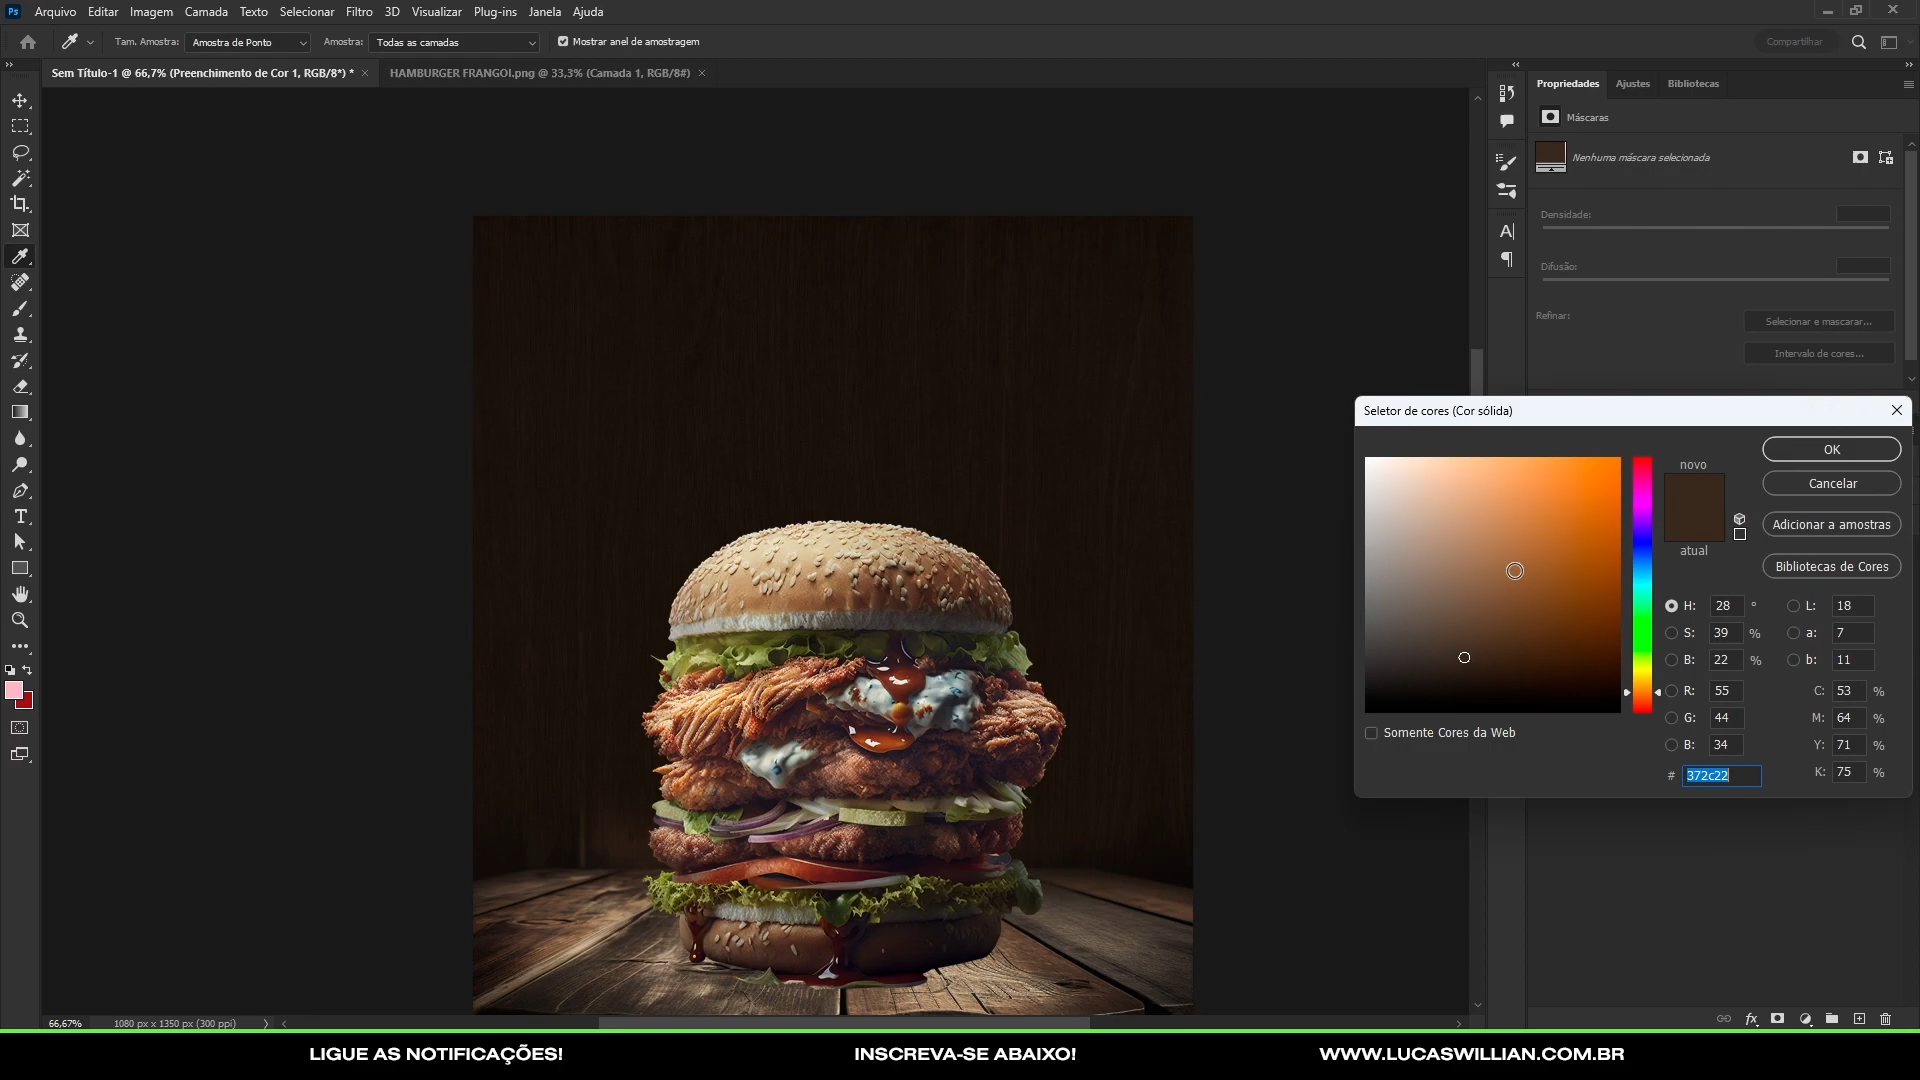 Ps Arquivo Editar Imagem Camada Texto Selecionar Filtro 3D Visualizar Plug-ins Janela Ajuda
Tam. Amostra: Amostra de Ponto Amostra: Todas as camadas Mostrar anel de amostragem Compartilhar
Sem Título-1 @ 66,7% (Preenchimento de Cor 1, RGB/8*) * HAMBURGER FRANGOI.png @ 33,3% (Camada 1, RGB/8#)
Propriedades Ajustes Bibliotecas
Máscaras
Nenhuma máscara selecionada
Densidade:
Difusão:
Refinar:
Selecionar e mascarar...
Intervalo de cores...
Seletor de cores (Cor sólida)
novo
atual
OK
Cancelar
Adicionar a amostras
Bibliotecas de Cores
H: 28 ° L: 18
S: 39 % a: 7
B: 22 % b: 11
R: 55 C: 53 %
G: 44 M: 64 %
B: 34 Y: 71 %
# 372c22 K: 75 %
Somente Cores da Web
66,67% 1080 px x 1350 px (300 ppi)
LIGUE AS NOTIFICAÇÕES! INSCREVA-SE ABAIXO! WWW.LUCASWILLIAN.COM.BR